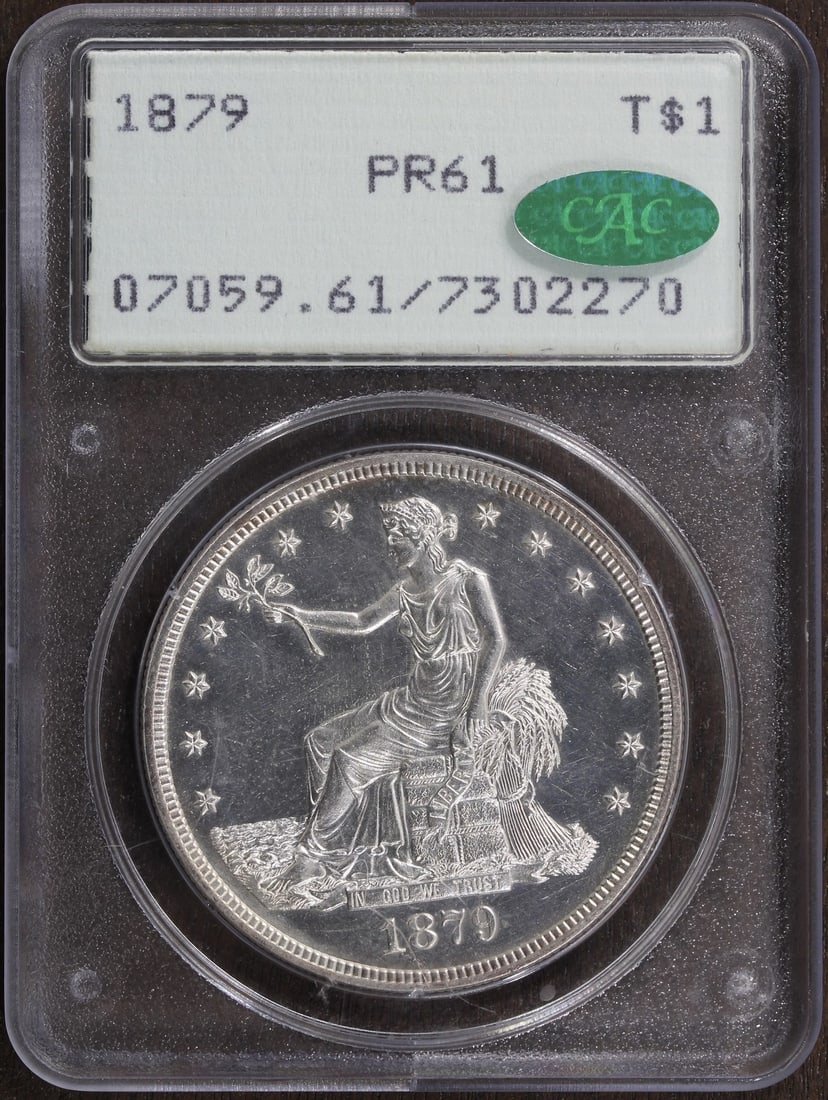 1879 T$1
PR61
CAC
07059.61/7302270
LIBERTY
IN GOD WE TRUST
1879